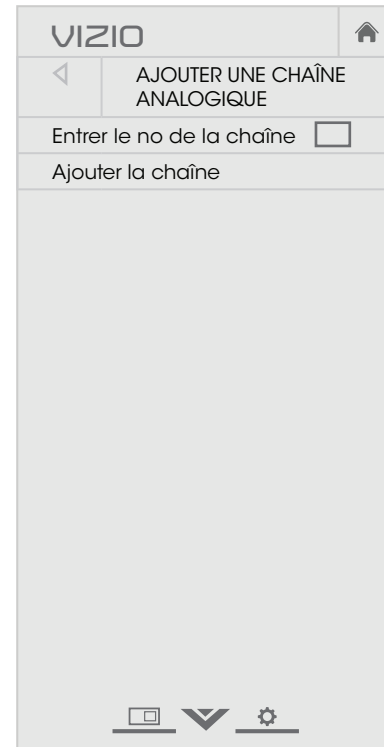 VIZIO
AJOUTER UNE CHAÎNE
ANALOGIQUE
Entrer le no de la chaîne
Ajouter la chaîne